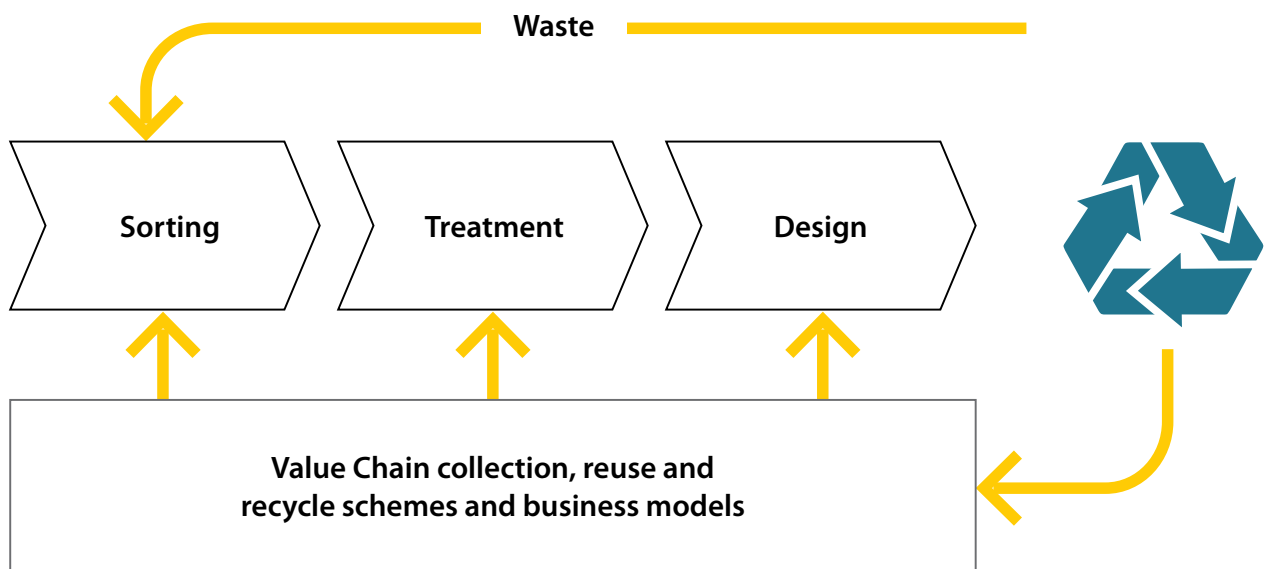 Waste
Sorting
Treatment
Design
Value Chain collection, reuse and
recycle schemes and business models